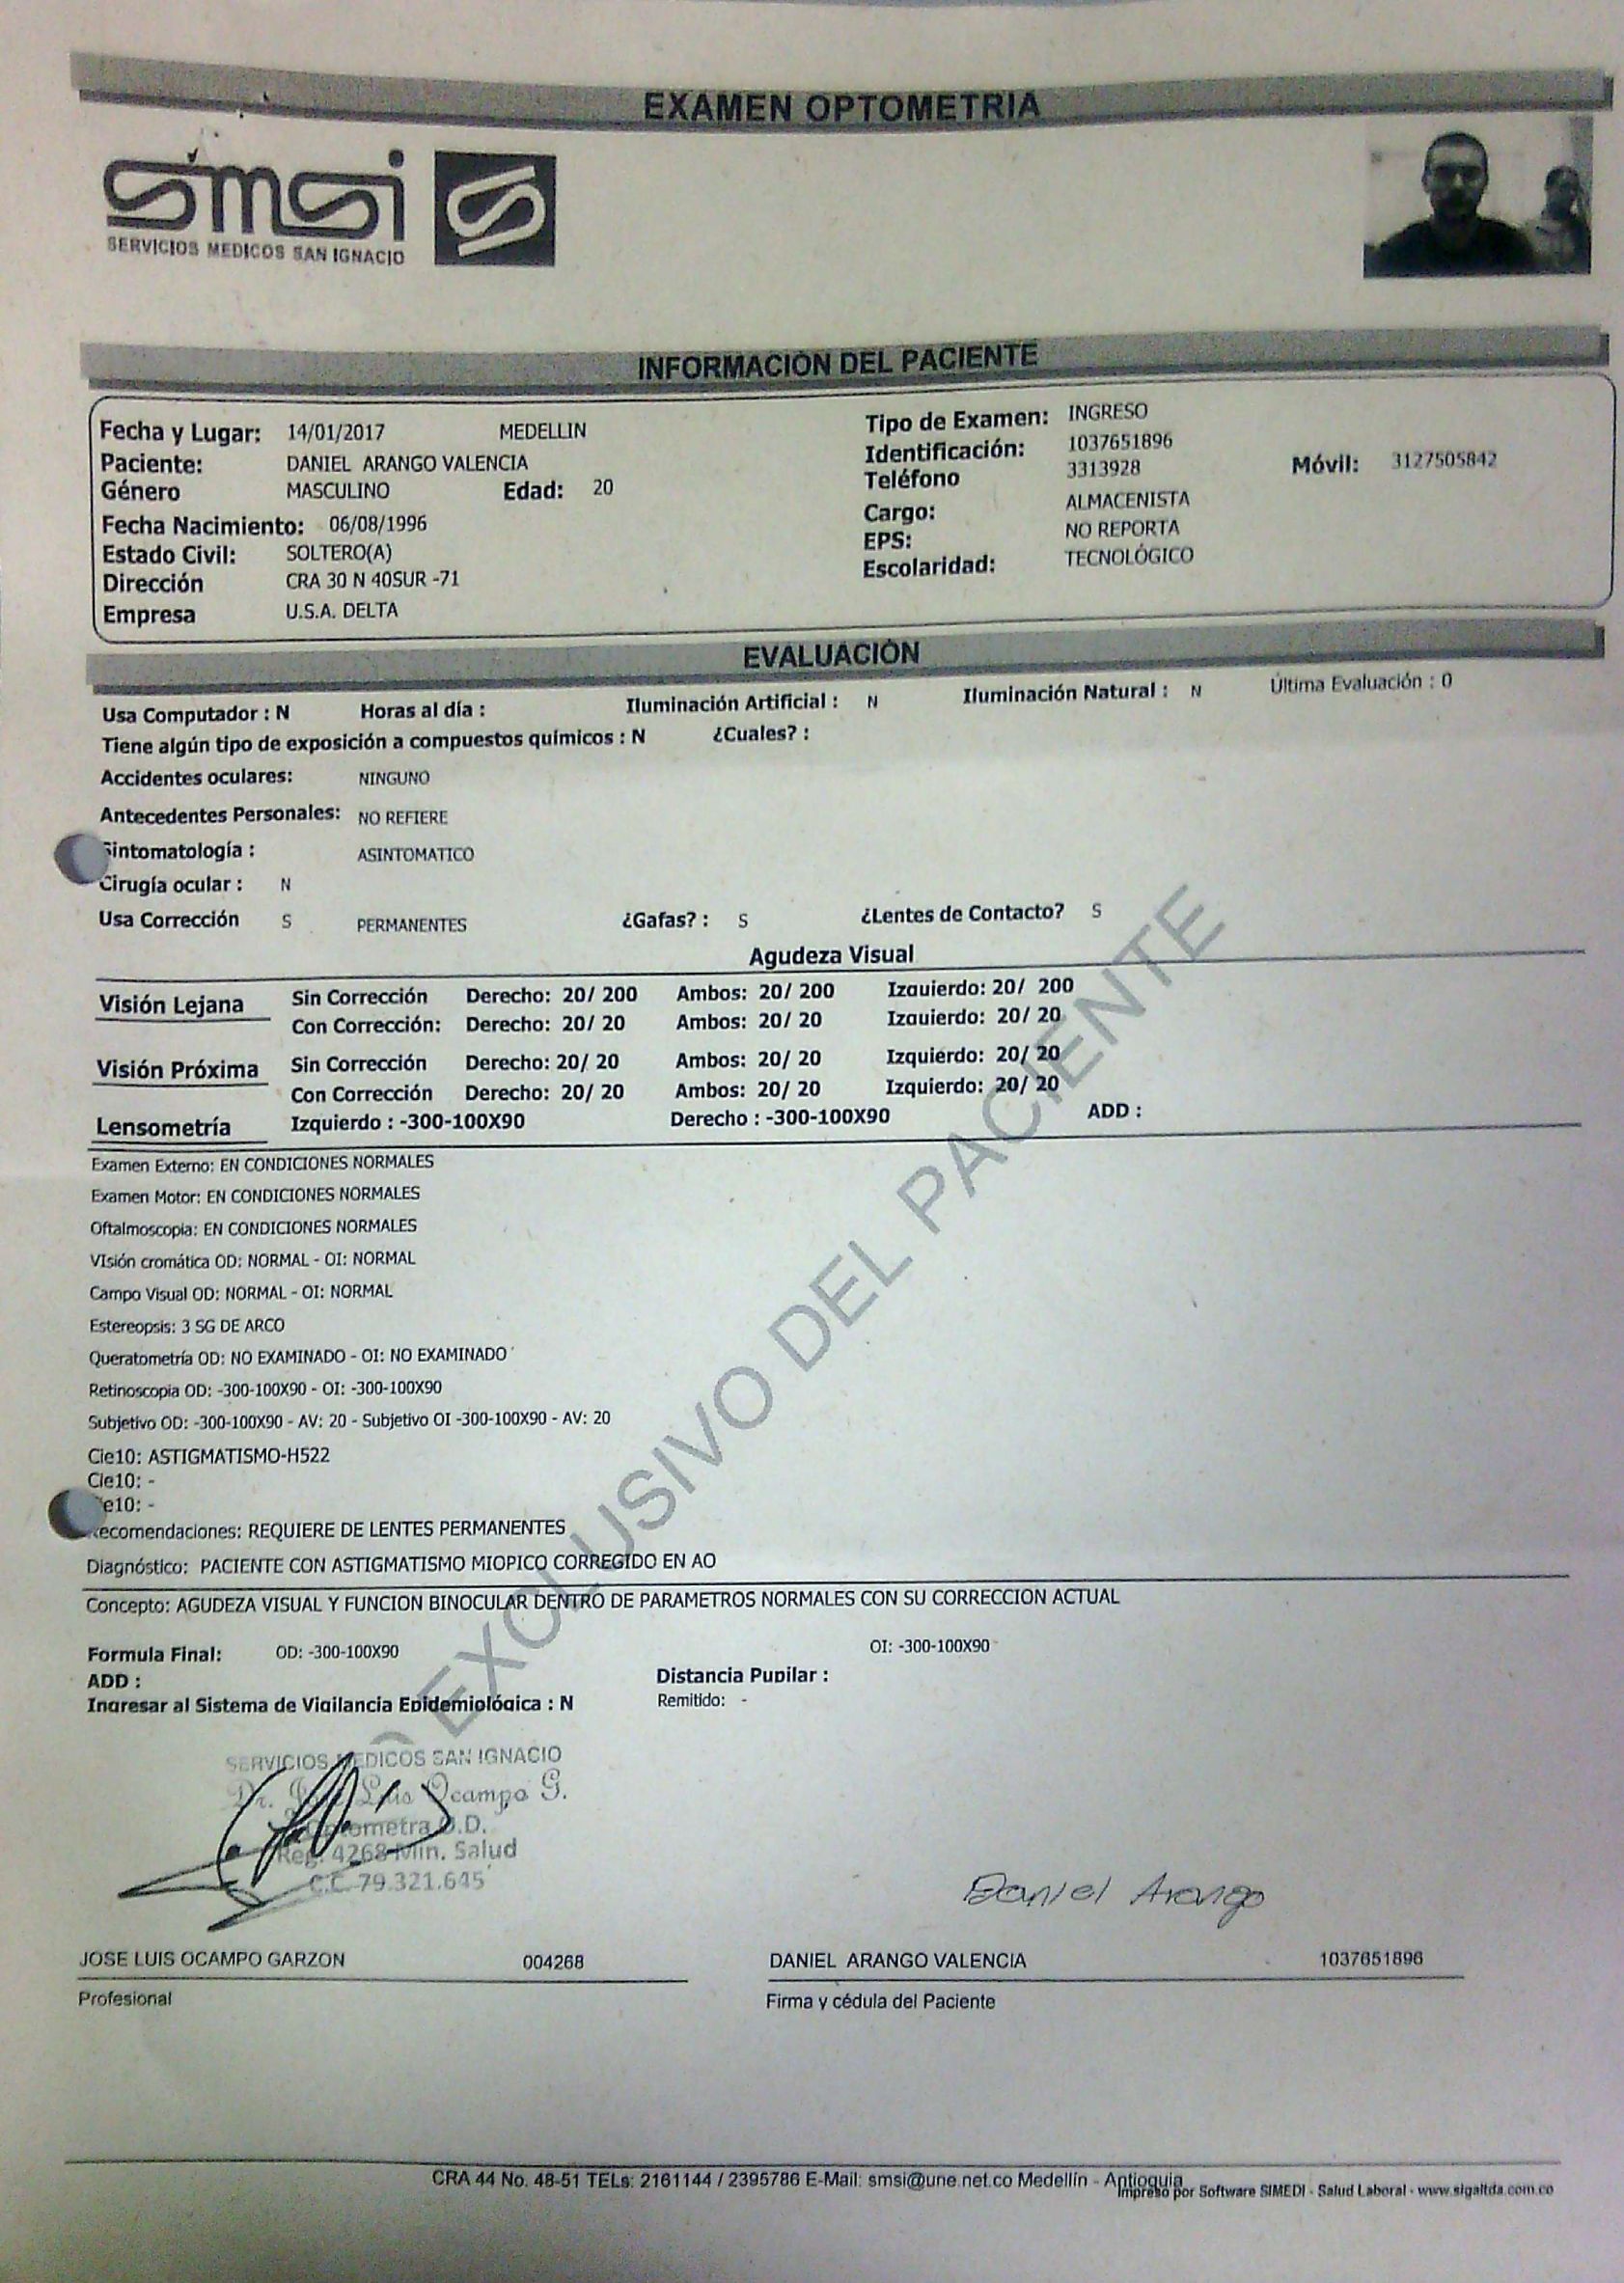 EXAMEN OPTOMETRIA
smsi
SERVICIOS MEDICOS SAN IGNACIO
INFORMACIÓN DEL PACIENTE
Fecha y Lugar: 14/01/2017 MEDELLIN Tipo de Examen: INGRESO
Paciente: DANIEL ARANGO VALENCIA Identificación: 1037651896 Móvil: 3127505842
Género MASCULINO Edad: 20 Teléfono 3313928
Fecha Nacimiento: 06/08/1996 Cargo: ALMACENISTA
Estado Civil: SOLTERO(A) EPS: NO REPORTA
Dirección CRA 30 N 40SUR -71 Escolaridad: TECNOLÓGICO
Empresa U.S.A. DELTA
EVALUACIÓN
Usa Computador : N Horas al día : Iluminación Artificial : N Iluminación Natural : N Última Evaluación : 0
Tiene algún tipo de exposición a compuestos químicos : N ¿Cuales? :
Accidentes oculares: NINGUNO
Antecedentes Personales: NO REFIERE
Sintomatología : ASINTOMATICO
Cirugía ocular : N
Usa Corrección S PERMANENTES ¿Gafas? : S ¿Lentes de Contacto? S
Agudeza Visual
Visión Lejana Sin Corrección Derecho: 20/ 200 Ambos: 20/ 200 Izquierdo: 20/ 200
Con Corrección: Derecho: 20/ 20 Ambos: 20/ 20 Izquierdo: 20/ 20
Visión Próxima Sin Corrección Derecho: 20/ 20 Ambos: 20/ 20 Izquierdo: 20/ 20
Con Corrección Derecho: 20/ 20 Ambos: 20/ 20 Izquierdo: 20/ 20
Lensometría Izquierdo : -300-100X90 Derecho : -300-100X90 ADD :
Examen Externo: EN CONDICIONES NORMALES
Examen Motor: EN CONDICIONES NORMALES
Oftalmoscopia: EN CONDICIONES NORMALES
VIsión cromática OD: NORMAL - OI: NORMAL
Campo Visual OD: NORMAL - OI: NORMAL
Estereopsis: 3 SG DE ARCO
Queratometría OD: NO EXAMINADO - OI: NO EXAMINADO
Retinoscopia OD: -300-100X90 - OI: -300-100X90
Subjetivo OD: -300-100X90 - AV: 20 - Subjetivo OI -300-100X90 - AV: 20
Cie10: ASTIGMATISMO-H522
Cie10: -
ie10: -
Recomendaciones: REQUIERE DE LENTES PERMANENTES
Diagnóstico: PACIENTE CON ASTIGMATISMO MIOPICO CORREGIDO EN AO
Concepto: AGUDEZA VISUAL Y FUNCION BINOCULAR DENTRO DE PARAMETROS NORMALES CON SU CORRECCION ACTUAL
Formula Final: OD: -300-100X90 OI: -300-100X90
ADD : Distancia Pupilar :
Ingresar al Sistema de Vigilancia Epidemiológica : N Remitido: -
EXCLUSIVO DEL PACIENTE
SERVICIOS MEDICOS SAN IGNACIO
Dr. Luis Ocampo G.
Optometra O.D.
Reg. 4268 Min. Salud
C.C. 79.321.645
Daniel Arango
JOSE LUIS OCAMPO GARZON 004268 DANIEL ARANGO VALENCIA 1037651896
Profesional Firma y cédula del Paciente
CRA 44 No. 48-51 TELs: 2161144 / 2395786 E-Mail: smsi@une.net.co Medellín - Antioquia
Impreso por Software SIMEDI - Salud Laboral - www.sigaltda.com.co